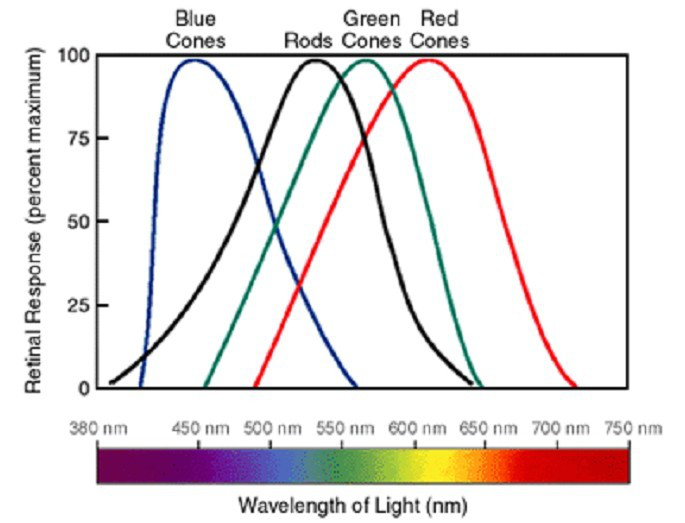 Blue
Cones
Rods
Green
Cones
Red
Cones
Retinal Response (percent maximum)
100
75
50
25
0
380 nm 450 nm 500 nm 550 nm 600 nm 650 nm 700 nm 750 nm
Wavelength of Light (nm)